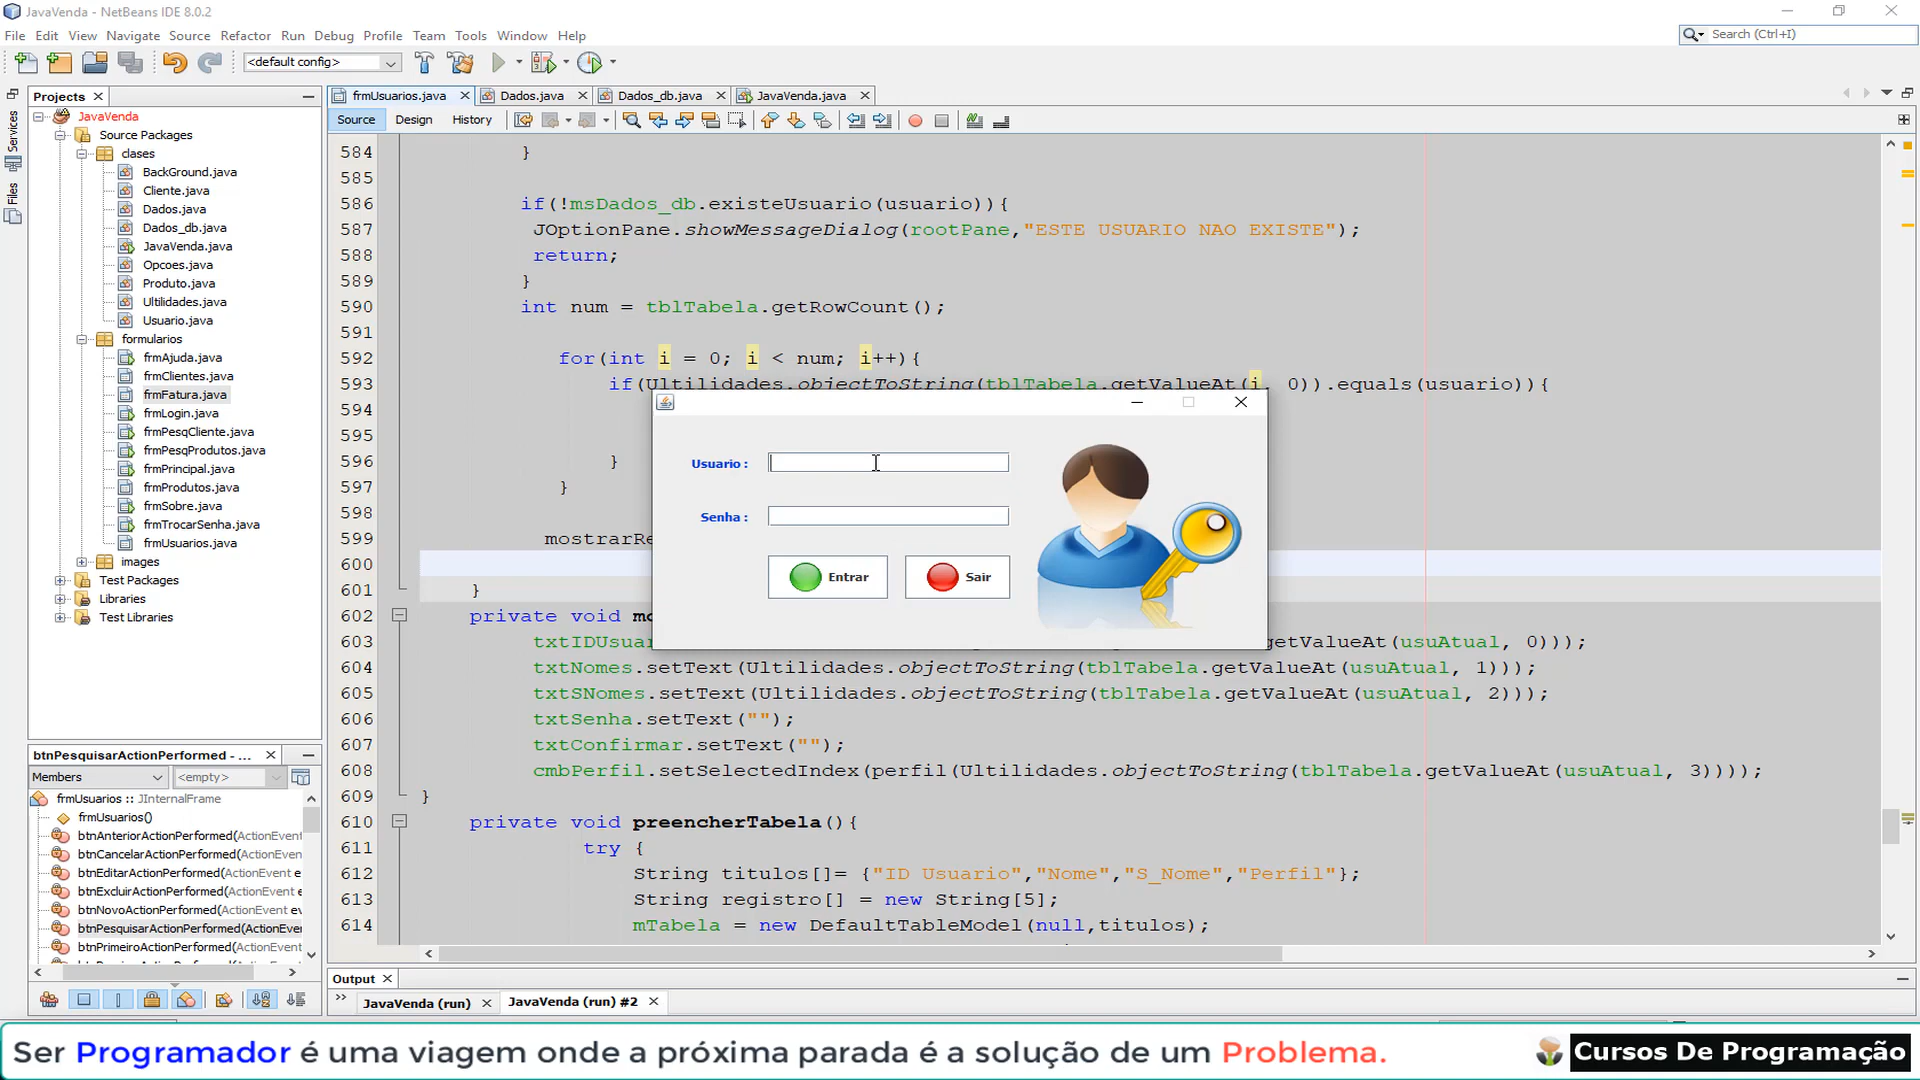 JavaVenda - NetBeans IDE 8.0.2
File Edit View Navigate Source Refactor Run Debug Profile Team Tools Window Help
Search (Ctrl+I)
<default config>
Projects
frmUsuarios.java Dados.java Dados_db.java JavaVenda.java
Source Design History
Services
Files
JavaVenda
Source Packages
clases
BackGround.java
Cliente.java
Dados.java
Dados_db.java
JavaVenda.java
Opcoes.java
Produto.java
Ultilidades.java
Usuario.java
formularios
frmAjuda.java
frmClientes.java
frmFatura.java
frmLogin.java
frmPesqCliente.java
frmPesqProdutos.java
frmPrincipal.java
frmProdutos.java
frmSobre.java
frmTrocarSenha.java
frmUsuarios.java
images
Test Packages
Libraries
Test Libraries
btnPesquisarActionPerformed - ...
Members <empty>
frmUsuarios :: JInternalFrame
frmUsuarios()
btnAnteriorActionPerformed(ActionEvent
btnCancelarActionPerformed(ActionEvent
btnEditarActionPerformed(ActionEvent e
btnExcluirActionPerformed(ActionEvent
btnNovoActionPerformed(ActionEvent ev
btnPesquisarActionPerformed(ActionEver
btnPrimeiroActionPerformed(ActionEvent
584 }
585
586 if(!msDados_db.existeUsuario(usuario)){
587 JOptionPane.showMessageDialog(rootPane,"ESTE USUARIO NAO EXISTE");
588 return;
589 }
590 int num = tblTabela.getRowCount();
591
592 for(int i = 0; i < num; i++){
593 if(Ultilidades.objectToString(tblTabela.getValueAt(i, 0)).equals(usuario)){
594
595
596 }
597 }
598
599 mostrarRe
600
601 }
602 private void mo
603 txtIDUsuar getValueAt(usuAtual, 0)));
604 txtNomes.setText(Ultilidades.objectToString(tblTabela.getValueAt(usuAtual, 1)));
605 txtSNomes.setText(Ultilidades.objectToString(tblTabela.getValueAt(usuAtual, 2)));
606 txtSenha.setText("");
607 txtConfirmar.setText("");
608 cmbPerfil.setSelectedIndex(perfil(Ultilidades.objectToString(tblTabela.getValueAt(usuAtual, 3))));
609 }
610 private void preencherTabela(){
611 try {
612 String titulos[]= {"ID Usuario","Nome","S_Nome","Perfil"};
613 String registro[] = new String[5];
614 mTabela = new DefaultTableModel(null,titulos);
Usuario :
Senha :
Entrar Sair
Output
JavaVenda (run) JavaVenda (run) #2
Ser Programador é uma viagem onde a próxima parada é a solução de um Problema.
Cursos De Programação